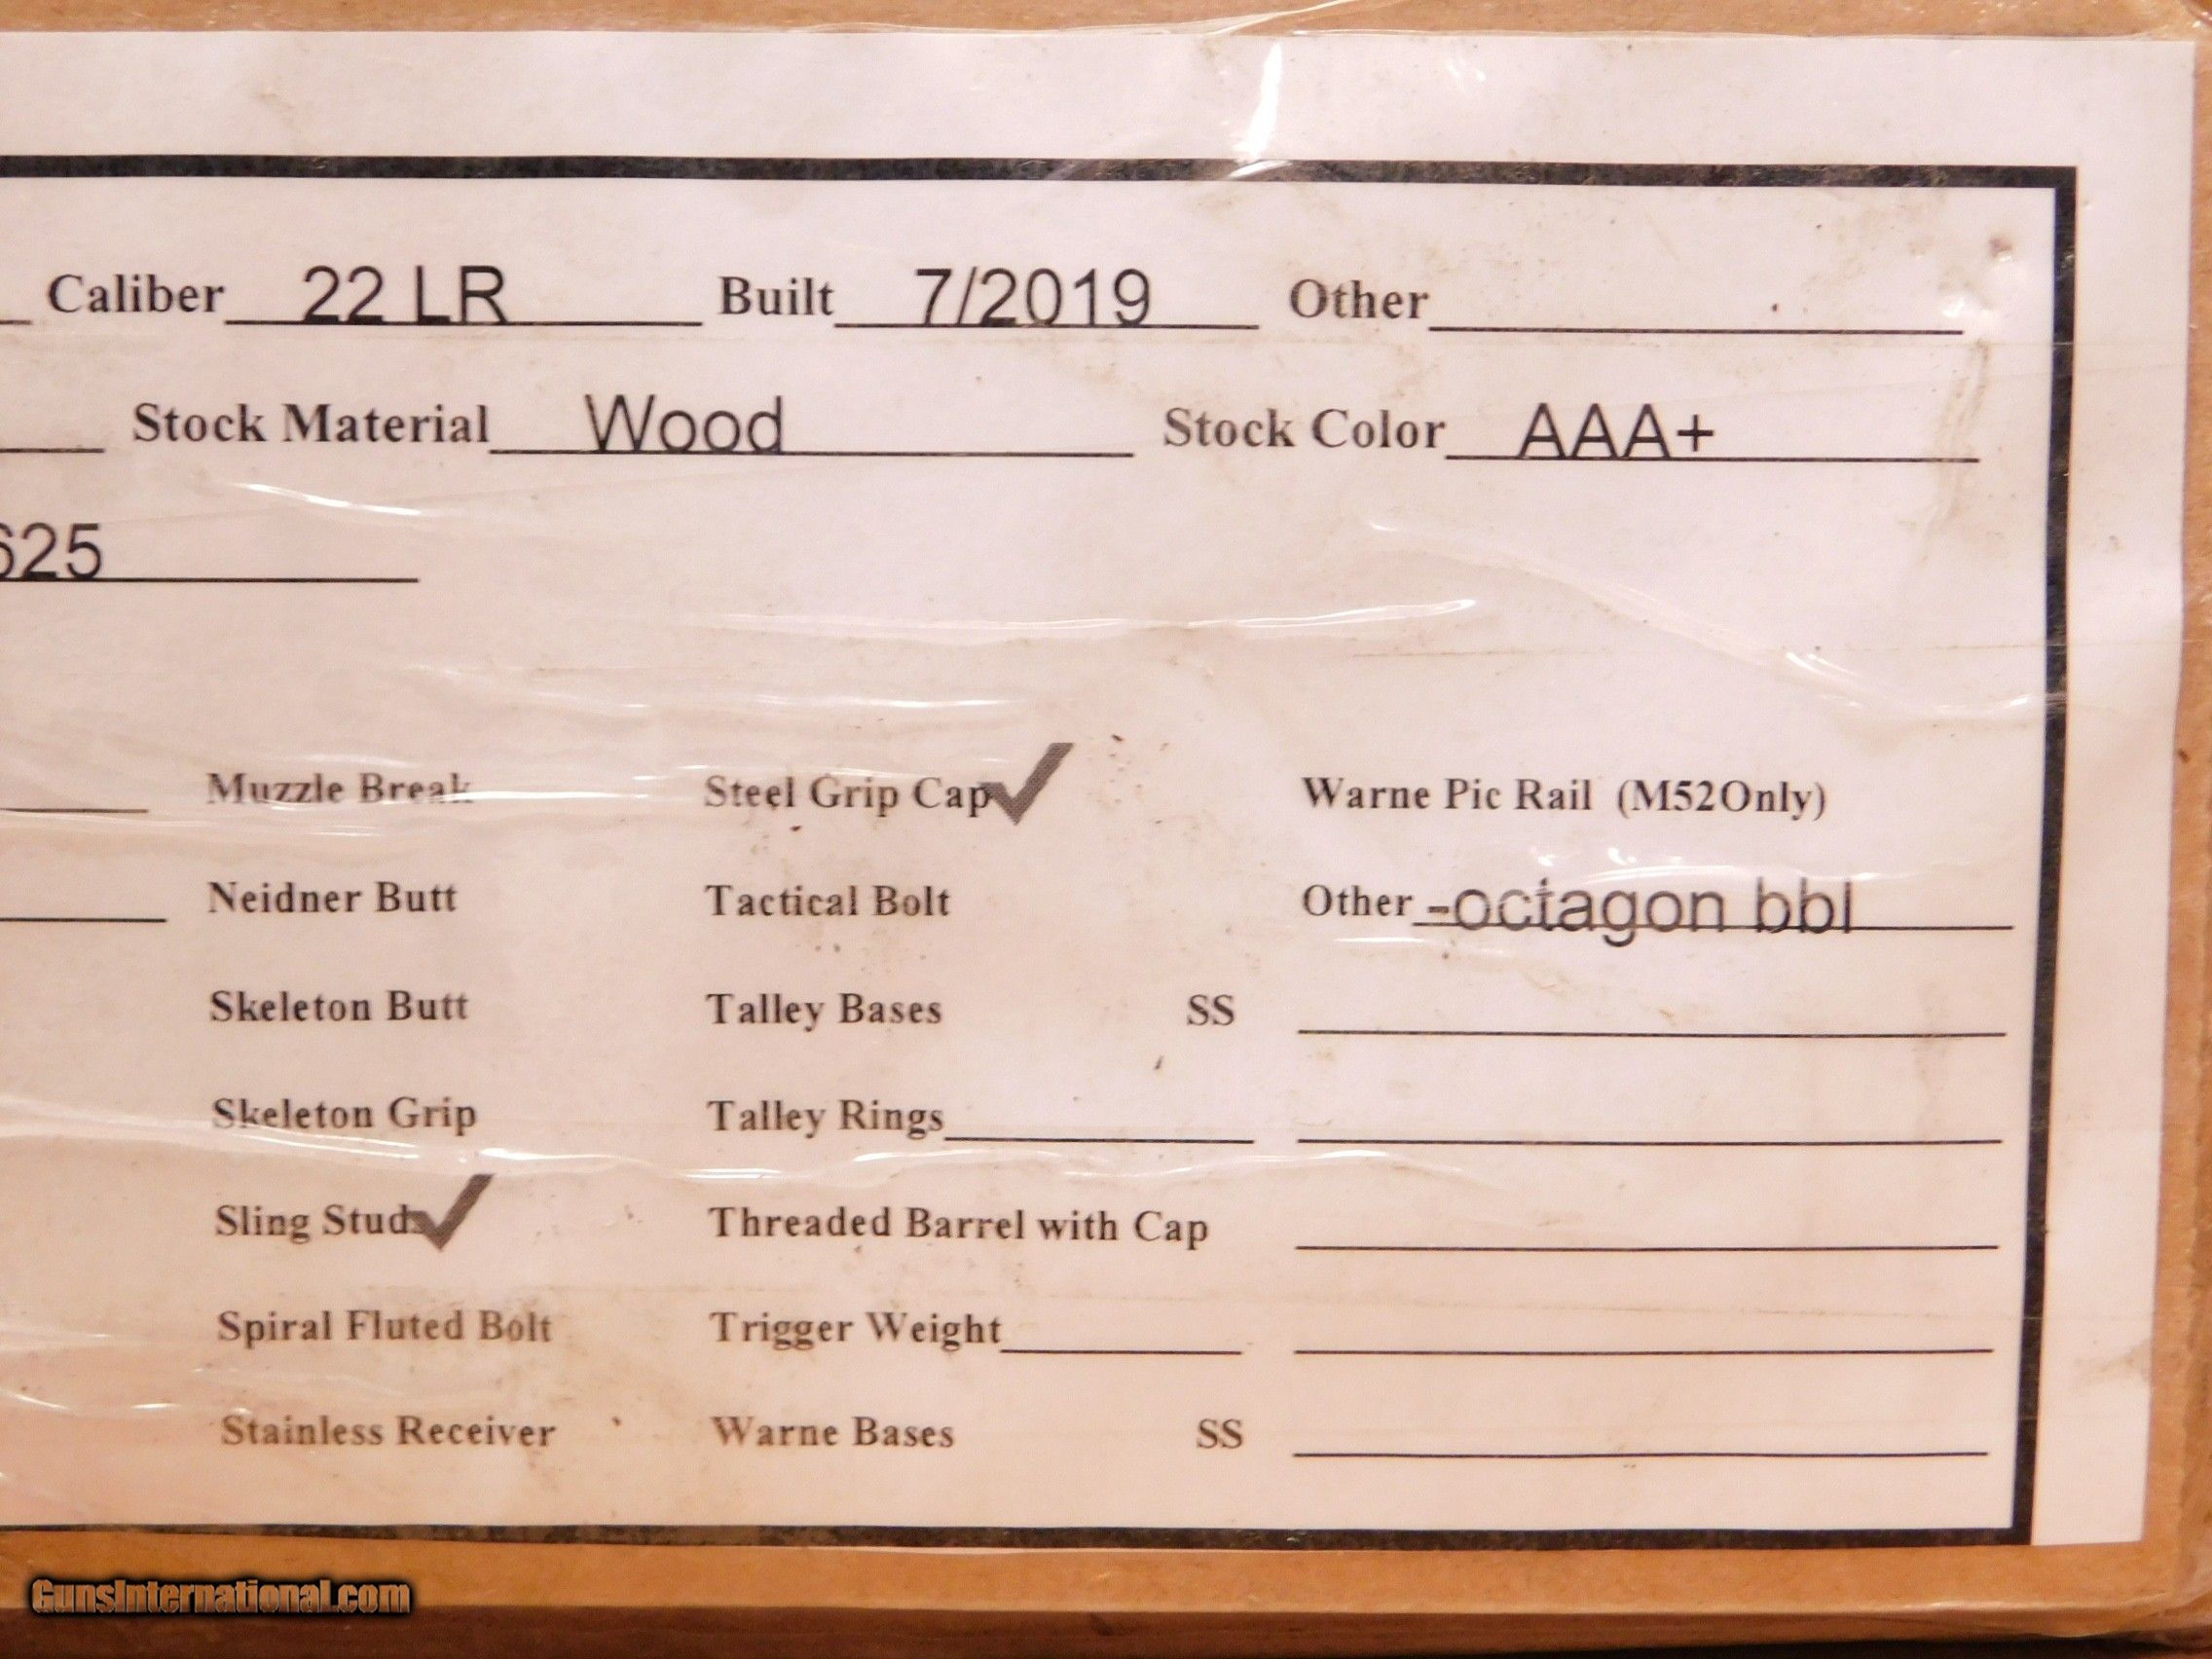 Caliber 22 LR Built 7/2019 Other
Stock Material Wood Stock Color AAA+
625
Muzzle Break Steel Grip Cap ✓ Warne Pic Rail (M52Only)
Neidner Butt Tactical Bolt Other -octagon bbl
Skeleton Butt Talley Bases SS
Skeleton Grip Talley Rings
Sling Studs ✓ Threaded Barrel with Cap
Spiral Fluted Bolt Trigger Weight
Stainless Receiver Warne Bases SS
GunsInternational.com